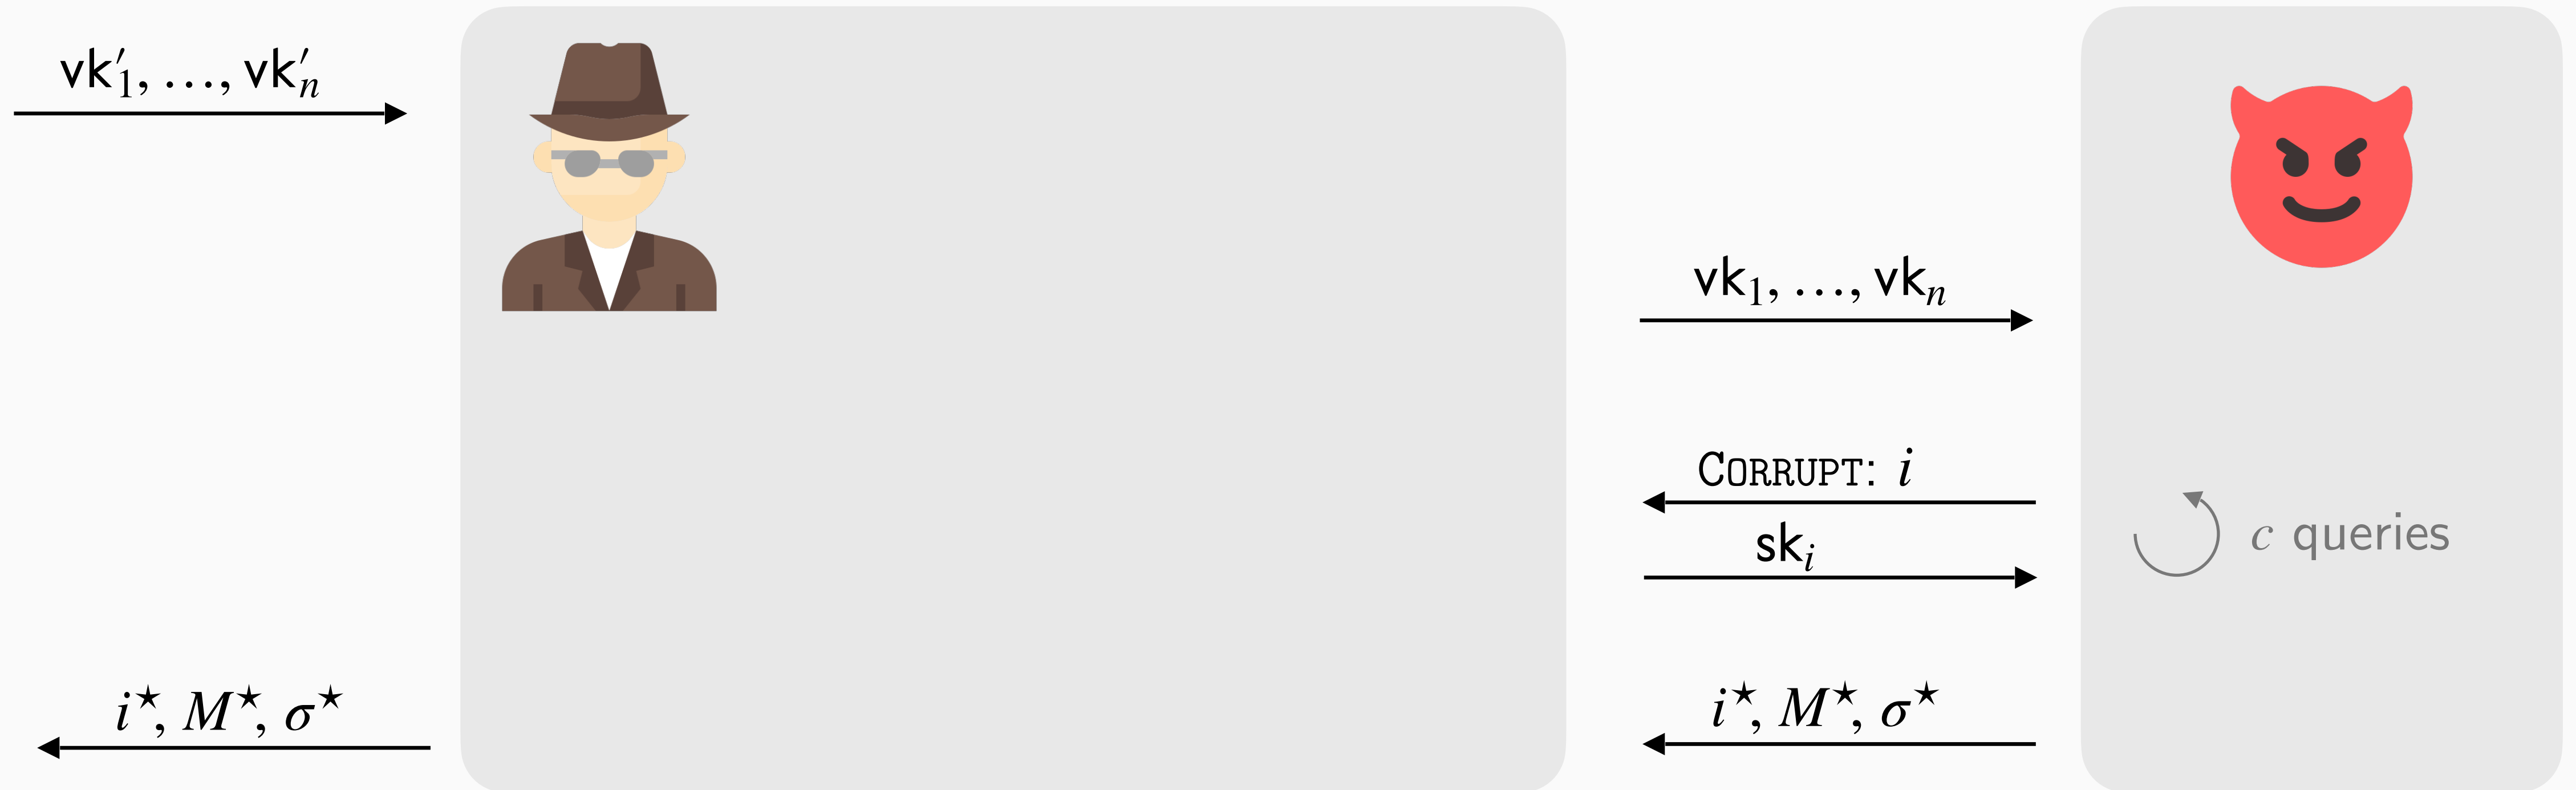 vk′₁, …, vk′ₙ
vk₁, …, vkₙ
CORRUPT: i
skᵢ
c queries
i★, M★, σ★
i★, M★, σ★